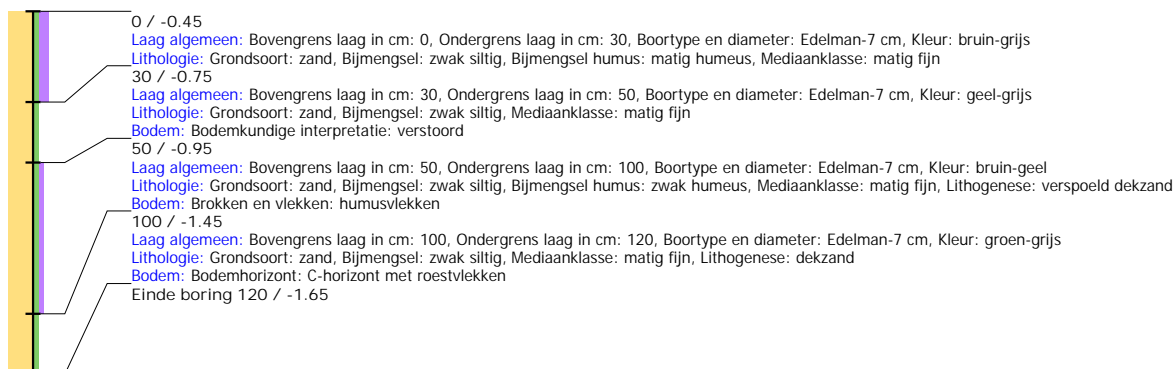 0 / -0.45
Laag algemeen: Bovengrens laag in cm: 0, Ondergrens laag in cm: 30, Boortype en diameter: Edelman-7 cm, Kleur: bruin-grijs
Lithologie: Grondsoort: zand, Bijmengsel: zwak siltig, Bijmengsel humus: matig humeus, Mediaanklasse: matig fijn
30 / -0.75
Laag algemeen: Bovengrens laag in cm: 30, Ondergrens laag in cm: 50, Boortype en diameter: Edelman-7 cm, Kleur: geel-grijs
Lithologie: Grondsoort: zand, Bijmengsel: zwak siltig, Mediaanklasse: matig fijn
Bodem: Bodemkundige interpretatie: verstoord
50 / -0.95
Laag algemeen: Bovengrens laag in cm: 50, Ondergrens laag in cm: 100, Boortype en diameter: Edelman-7 cm, Kleur: bruin-geel
Lithologie: Grondsoort: zand, Bijmengsel: zwak siltig, Bijmengsel humus: zwak humeus, Mediaanklasse: matig fijn, Lithogenese: verspoeld dekzand
Bodem: Brokken en vlekken: humusvlekken
100 / -1.45
Laag algemeen: Bovengrens laag in cm: 100, Ondergrens laag in cm: 120, Boortype en diameter: Edelman-7 cm, Kleur: groen-grijs
Lithologie: Grondsoort: zand, Bijmengsel: zwak siltig, Mediaanklasse: matig fijn, Lithogenese: dekzand
Bodem: Bodemhorizont: C-horizont met roestvlekken
Einde boring 120 / -1.65